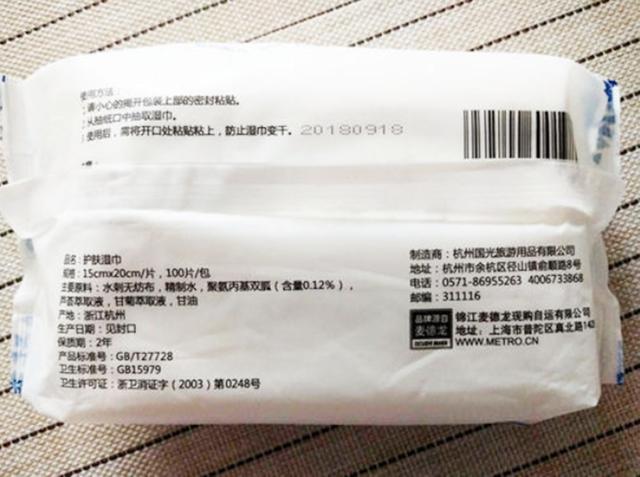 使用方法：
请小心的揭开包装上部的密封粘贴。
从抽纸口中抽取湿巾。
使用后，需将开口处粘贴粘上，防止湿巾变干。20180918
品名：护肤湿巾
规格：15cmx20cm/片，100片/包
主要原料：水刺无纺布，精制水，聚氨丙基双胍（含量0.12%），
芦荟萃取液，甘菊萃取液，甘油
产地：浙江杭州
生产日期：见封口
保质期：2年
产品标准号：GB/T27728
卫生标准号：GB15979
卫生许可证：浙卫消证字（2003）第0248号
制造商：杭州国光旅游用品有限公司
地址：杭州市余杭区径山镇俞顺路8号
电话：0571-86955263 4006733868
邮编：311116
品牌源自
麦德龙
锦江麦德龙现购自运有限公司
地址：上海市普陀区真北路142
WWW.METRO.CN